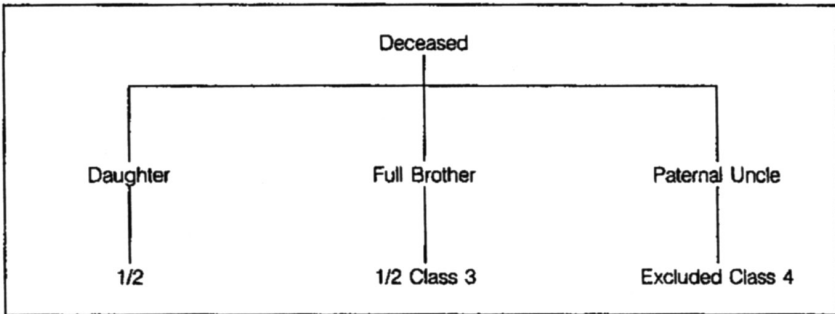 Deceased
Daughter Full Brother Paternal Uncle
1/2 1/2 Class 3 Excluded Class 4